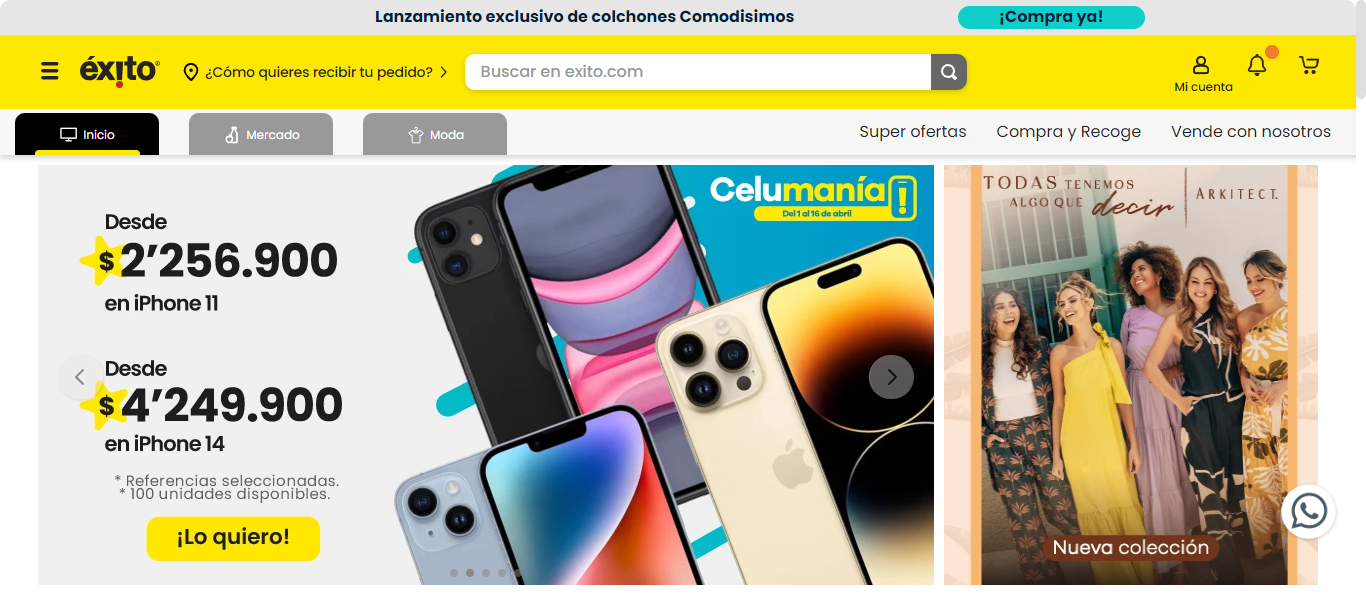 Lanzamiento exclusivo de colchones Comodisimos
¡Compra ya!
éxito
¿Cómo quieres recibir tu pedido?
Buscar en exito.com
Mi cuenta
Inicio
Mercado
Moda
Super ofertas
Compra y Recoge
Vende con nosotros
Desde
$ 2’256.900
en iPhone 11
Desde
$ 4’249.900
en iPhone 14
* Referencias seleccionadas.
* 100 unidades disponibles.
¡Lo quiero!
Celumanía
Del 1 al 16 de abril
TODAS TENEMOS
ALGO QUE decir
ARKITECT.
Nueva colección